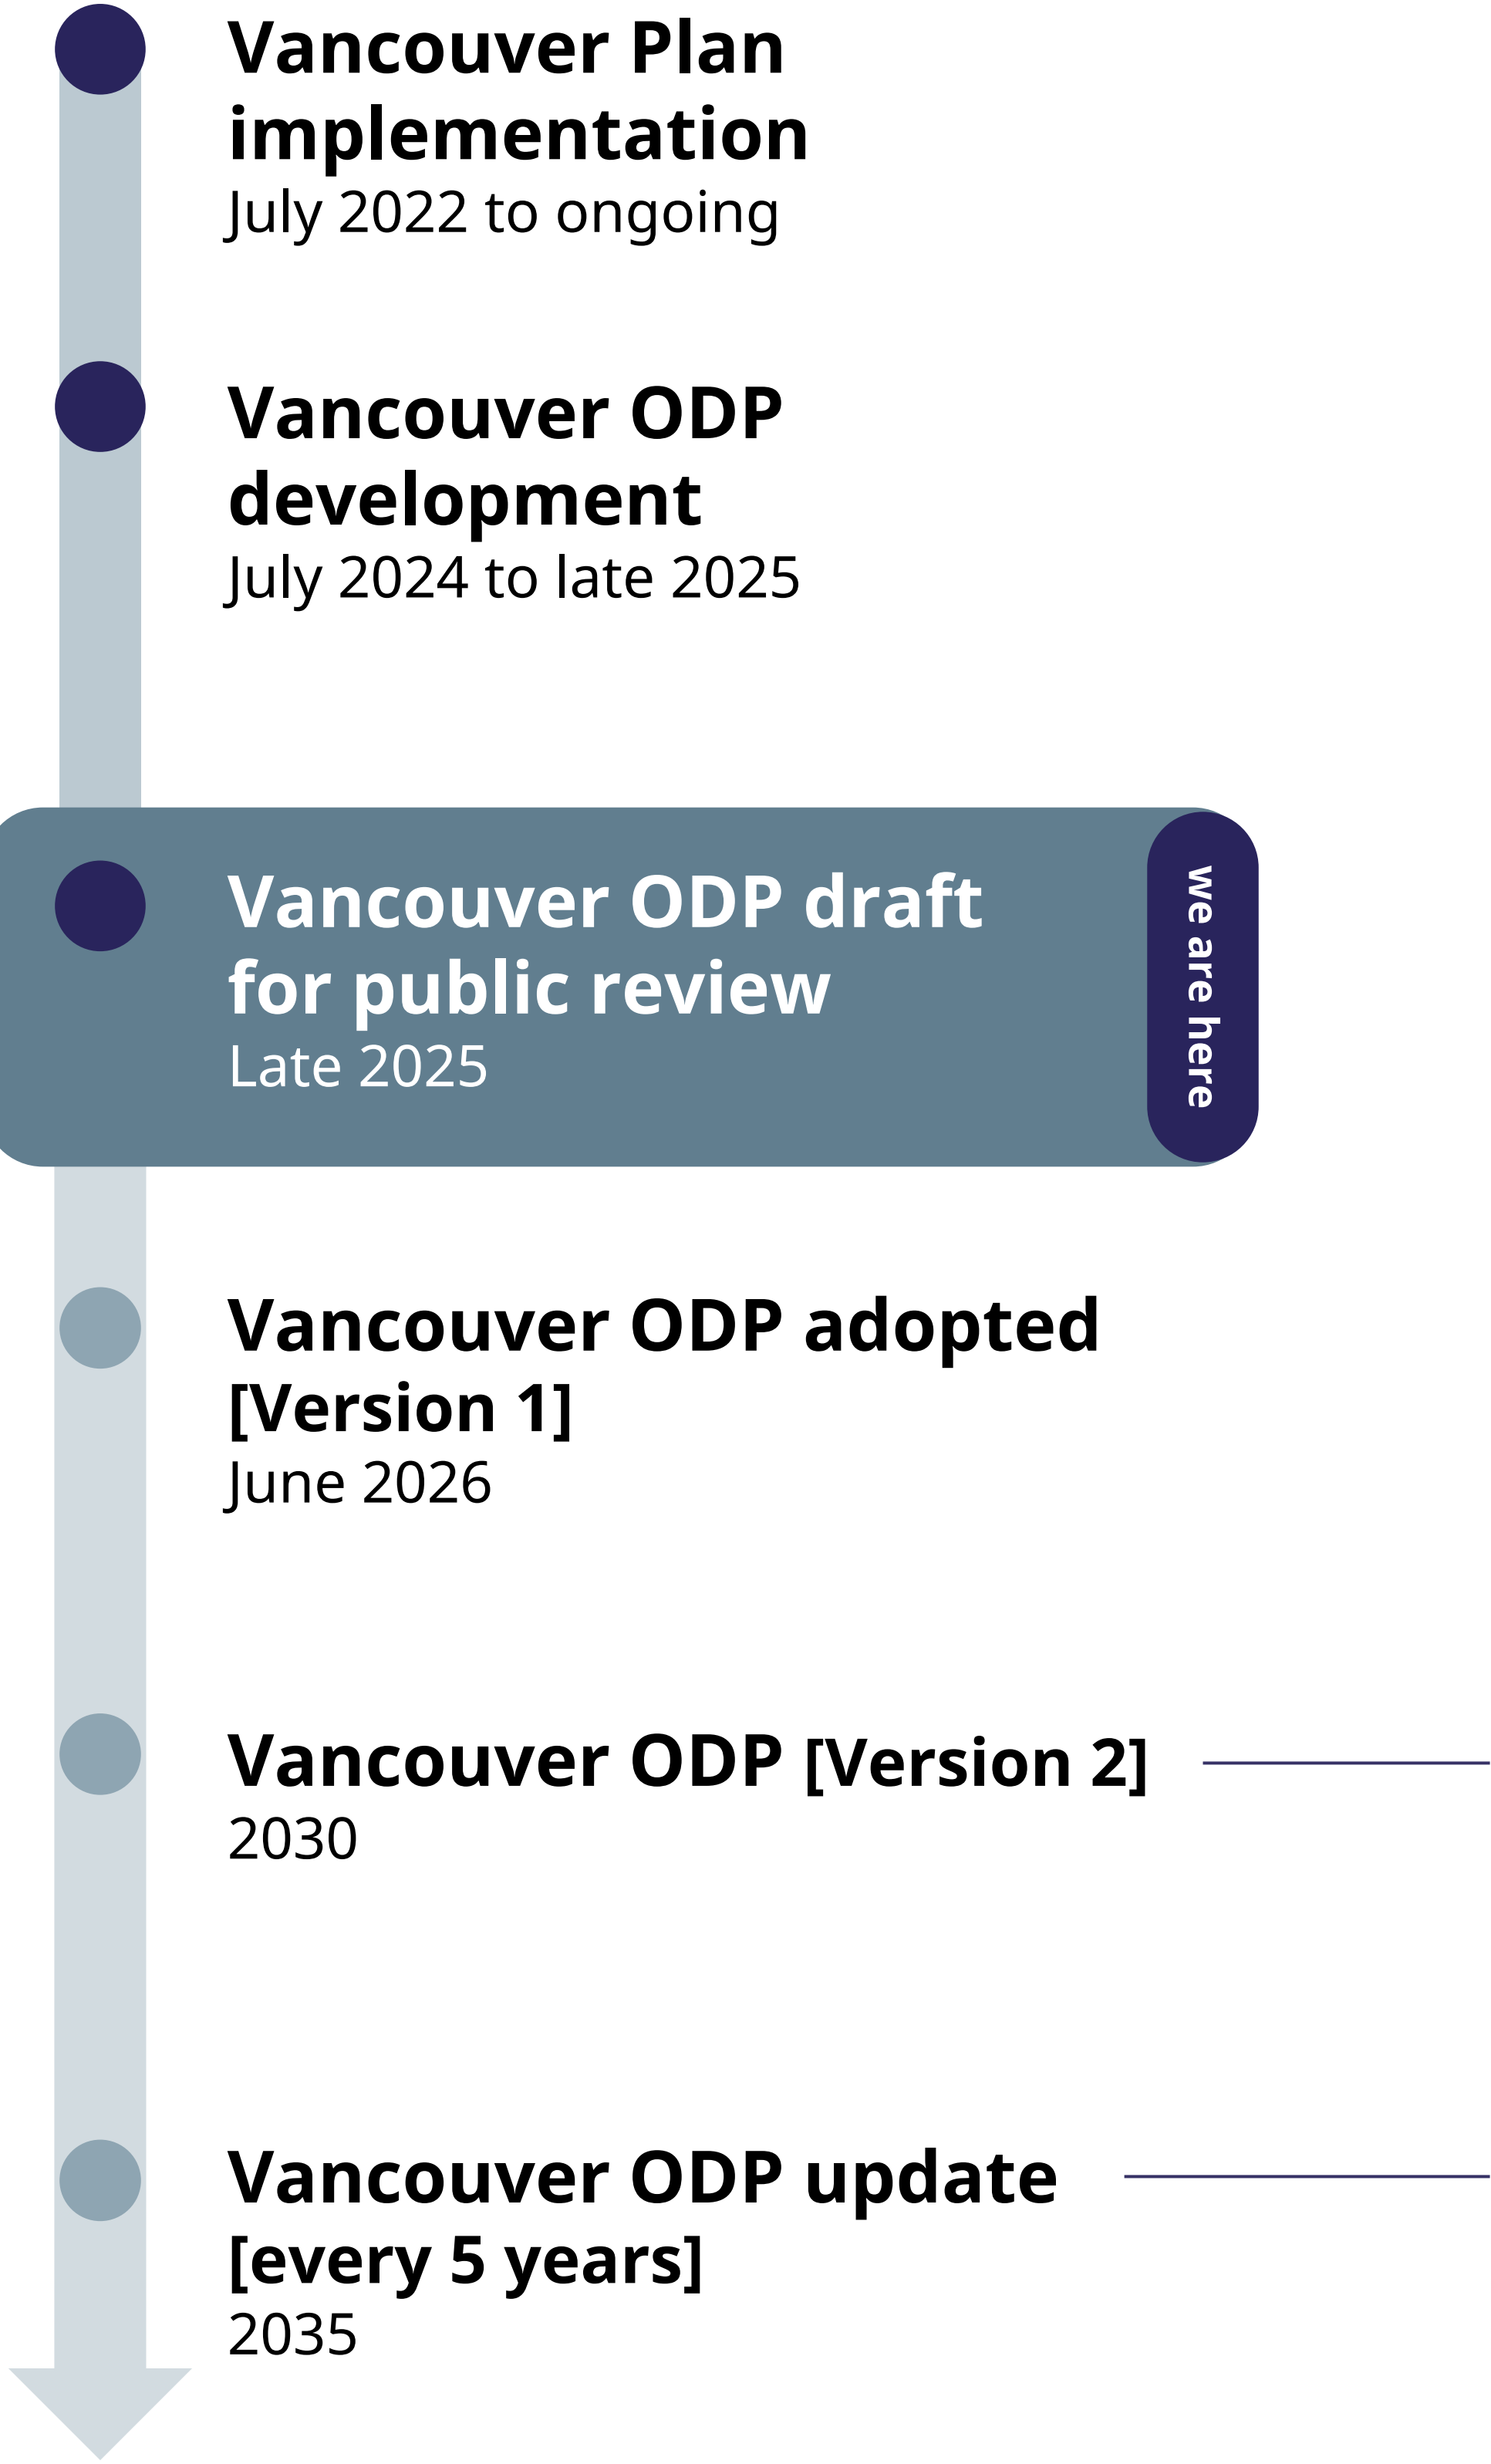 Vancouver Plan
implementation
July 2022 to ongoing
Vancouver ODP
development
July 2024 to late 2025
Vancouver ODP draft
for public review
Late 2025
We are here
Vancouver ODP adopted
[Version 1]
June 2026
Vancouver ODP [Version 2]
2030
Vancouver ODP update
[every 5 years]
2035